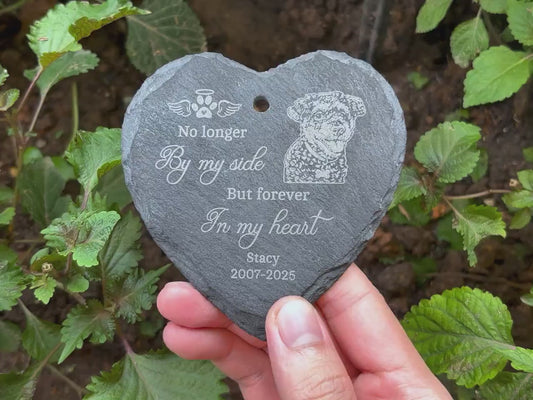 No longer
By my side
But forever
In my heart
Stacy
2007-2025